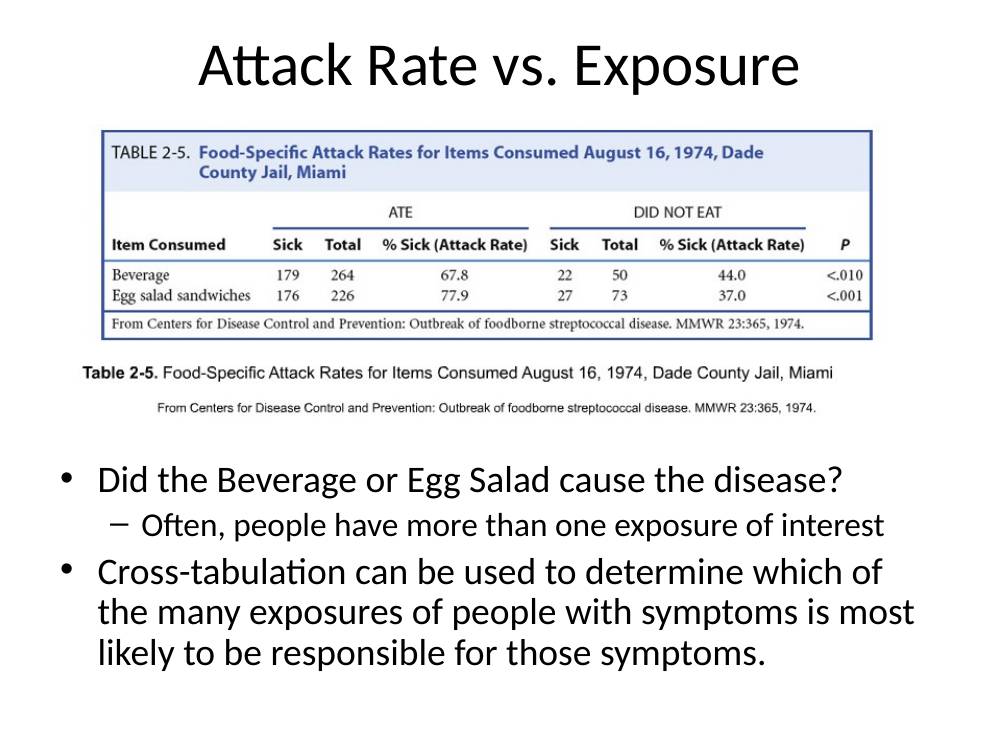 Attack Rate vs. Exposure
TABLE 2-5. Food-Specific Attack Rates for Items Consumed August 16, 1974, Dade
County Jail, Miami
ATE DID NOT EAT
Item Consumed Sick Total % Sick (Attack Rate) Sick Total % Sick (Attack Rate) P
Beverage 179 264 67.8 22 50 44.0 <.010
Egg salad sandwiches 176 226 77.9 27 73 37.0 <.001
From Centers for Disease Control and Prevention: Outbreak of foodborne streptococcal disease. MMWR 23:365, 1974.
Table 2-5. Food-Specific Attack Rates for Items Consumed August 16, 1974, Dade County Jail, Miami
From Centers for Disease Control and Prevention: Outbreak of foodborne streptococcal disease. MMWR 23:365, 1974.
• Did the Beverage or Egg Salad cause the disease?
– Often, people have more than one exposure of interest
• Cross-tabulation can be used to determine which of
the many exposures of people with symptoms is most
likely to be responsible for those symptoms.